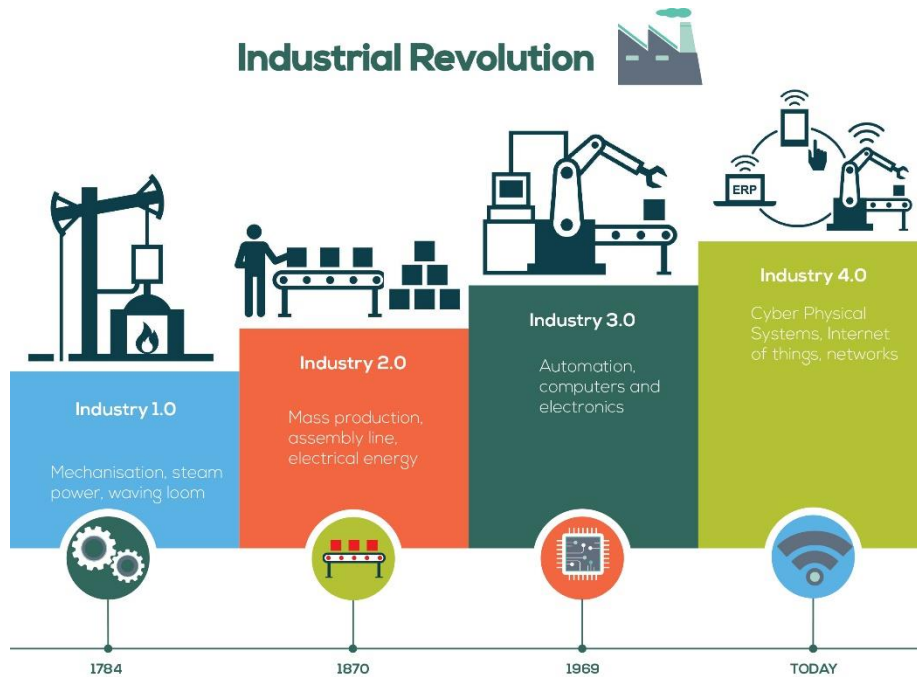 Industrial Revolution
ERP
Industry 1.0
Mechanisation, steam
power, waving loom
Industry 2.0
Mass production,
assembly line,
electrical energy
Industry 3.0
Automation,
computers and
electronics
Industry 4.0
Cyber Physical
Systems, Internet
of things, networks
1784
1870
1969
TODAY